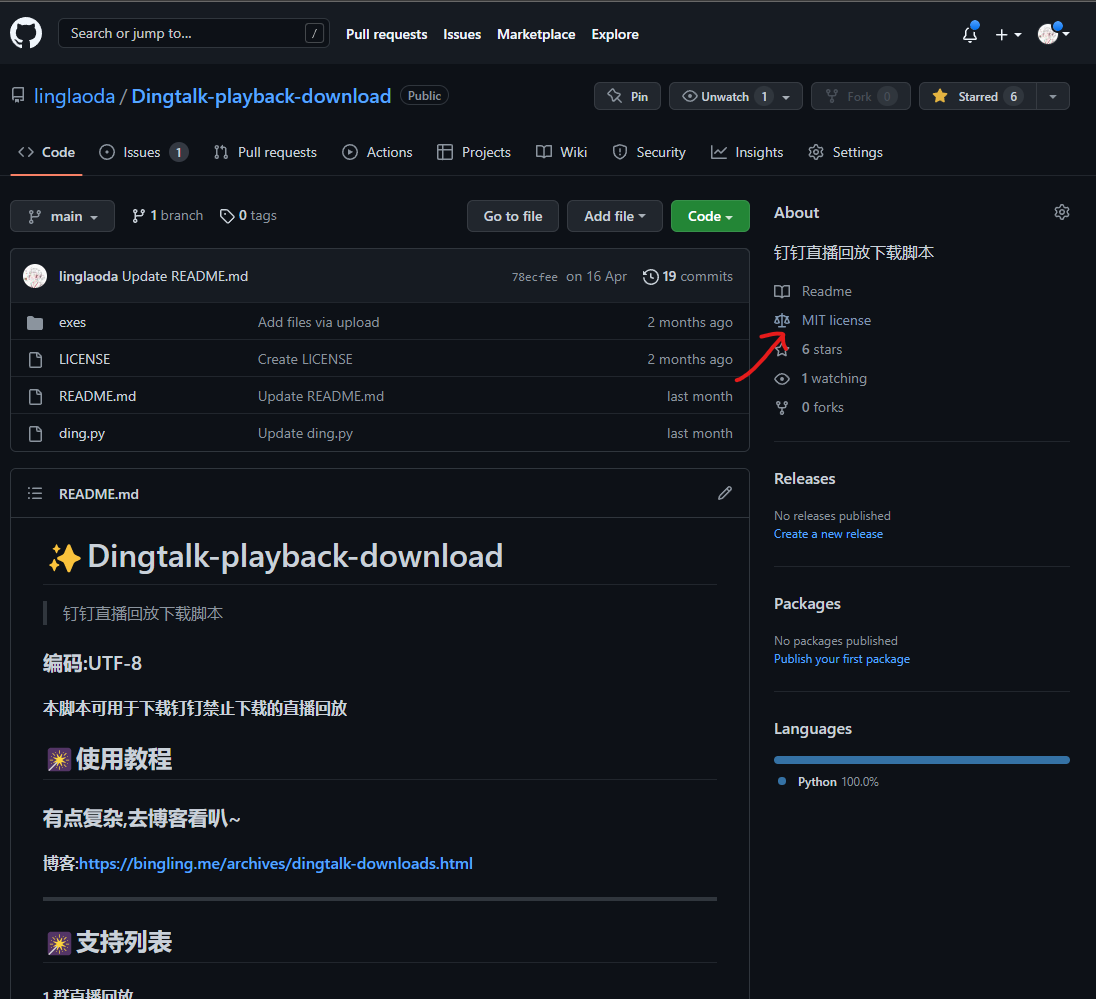 Search or jump to... /
Pull requests Issues Marketplace Explore
linglaoda / Dingtalk-playback-download Public
Pin Unwatch 1 Fork 0 Starred 6
Code Issues 1 Pull requests Actions Projects Wiki Security Insights Settings
main 1 branch 0 tags Go to file Add file Code
linglaoda Update README.md 78ecfee on 16 Apr 19 commits
exes Add files via upload 2 months ago
LICENSE Create LICENSE 2 months ago
README.md Update README.md last month
ding.py Update ding.py last month
README.md
✨Dingtalk-playback-download
钉钉直播回放下载脚本
编码:UTF-8
本脚本可用于下载钉钉禁止下载的直播回放
🎇使用教程
有点复杂,去博客看叭~
博客:https://bingling.me/archives/dingtalk-downloads.html
🎇支持列表
1.群直播回放
About
钉钉直播回放下载脚本
Readme
MIT license
6 stars
1 watching
0 forks
Releases
No releases published
Create a new release
Packages
No packages published
Publish your first package
Languages
Python 100.0%